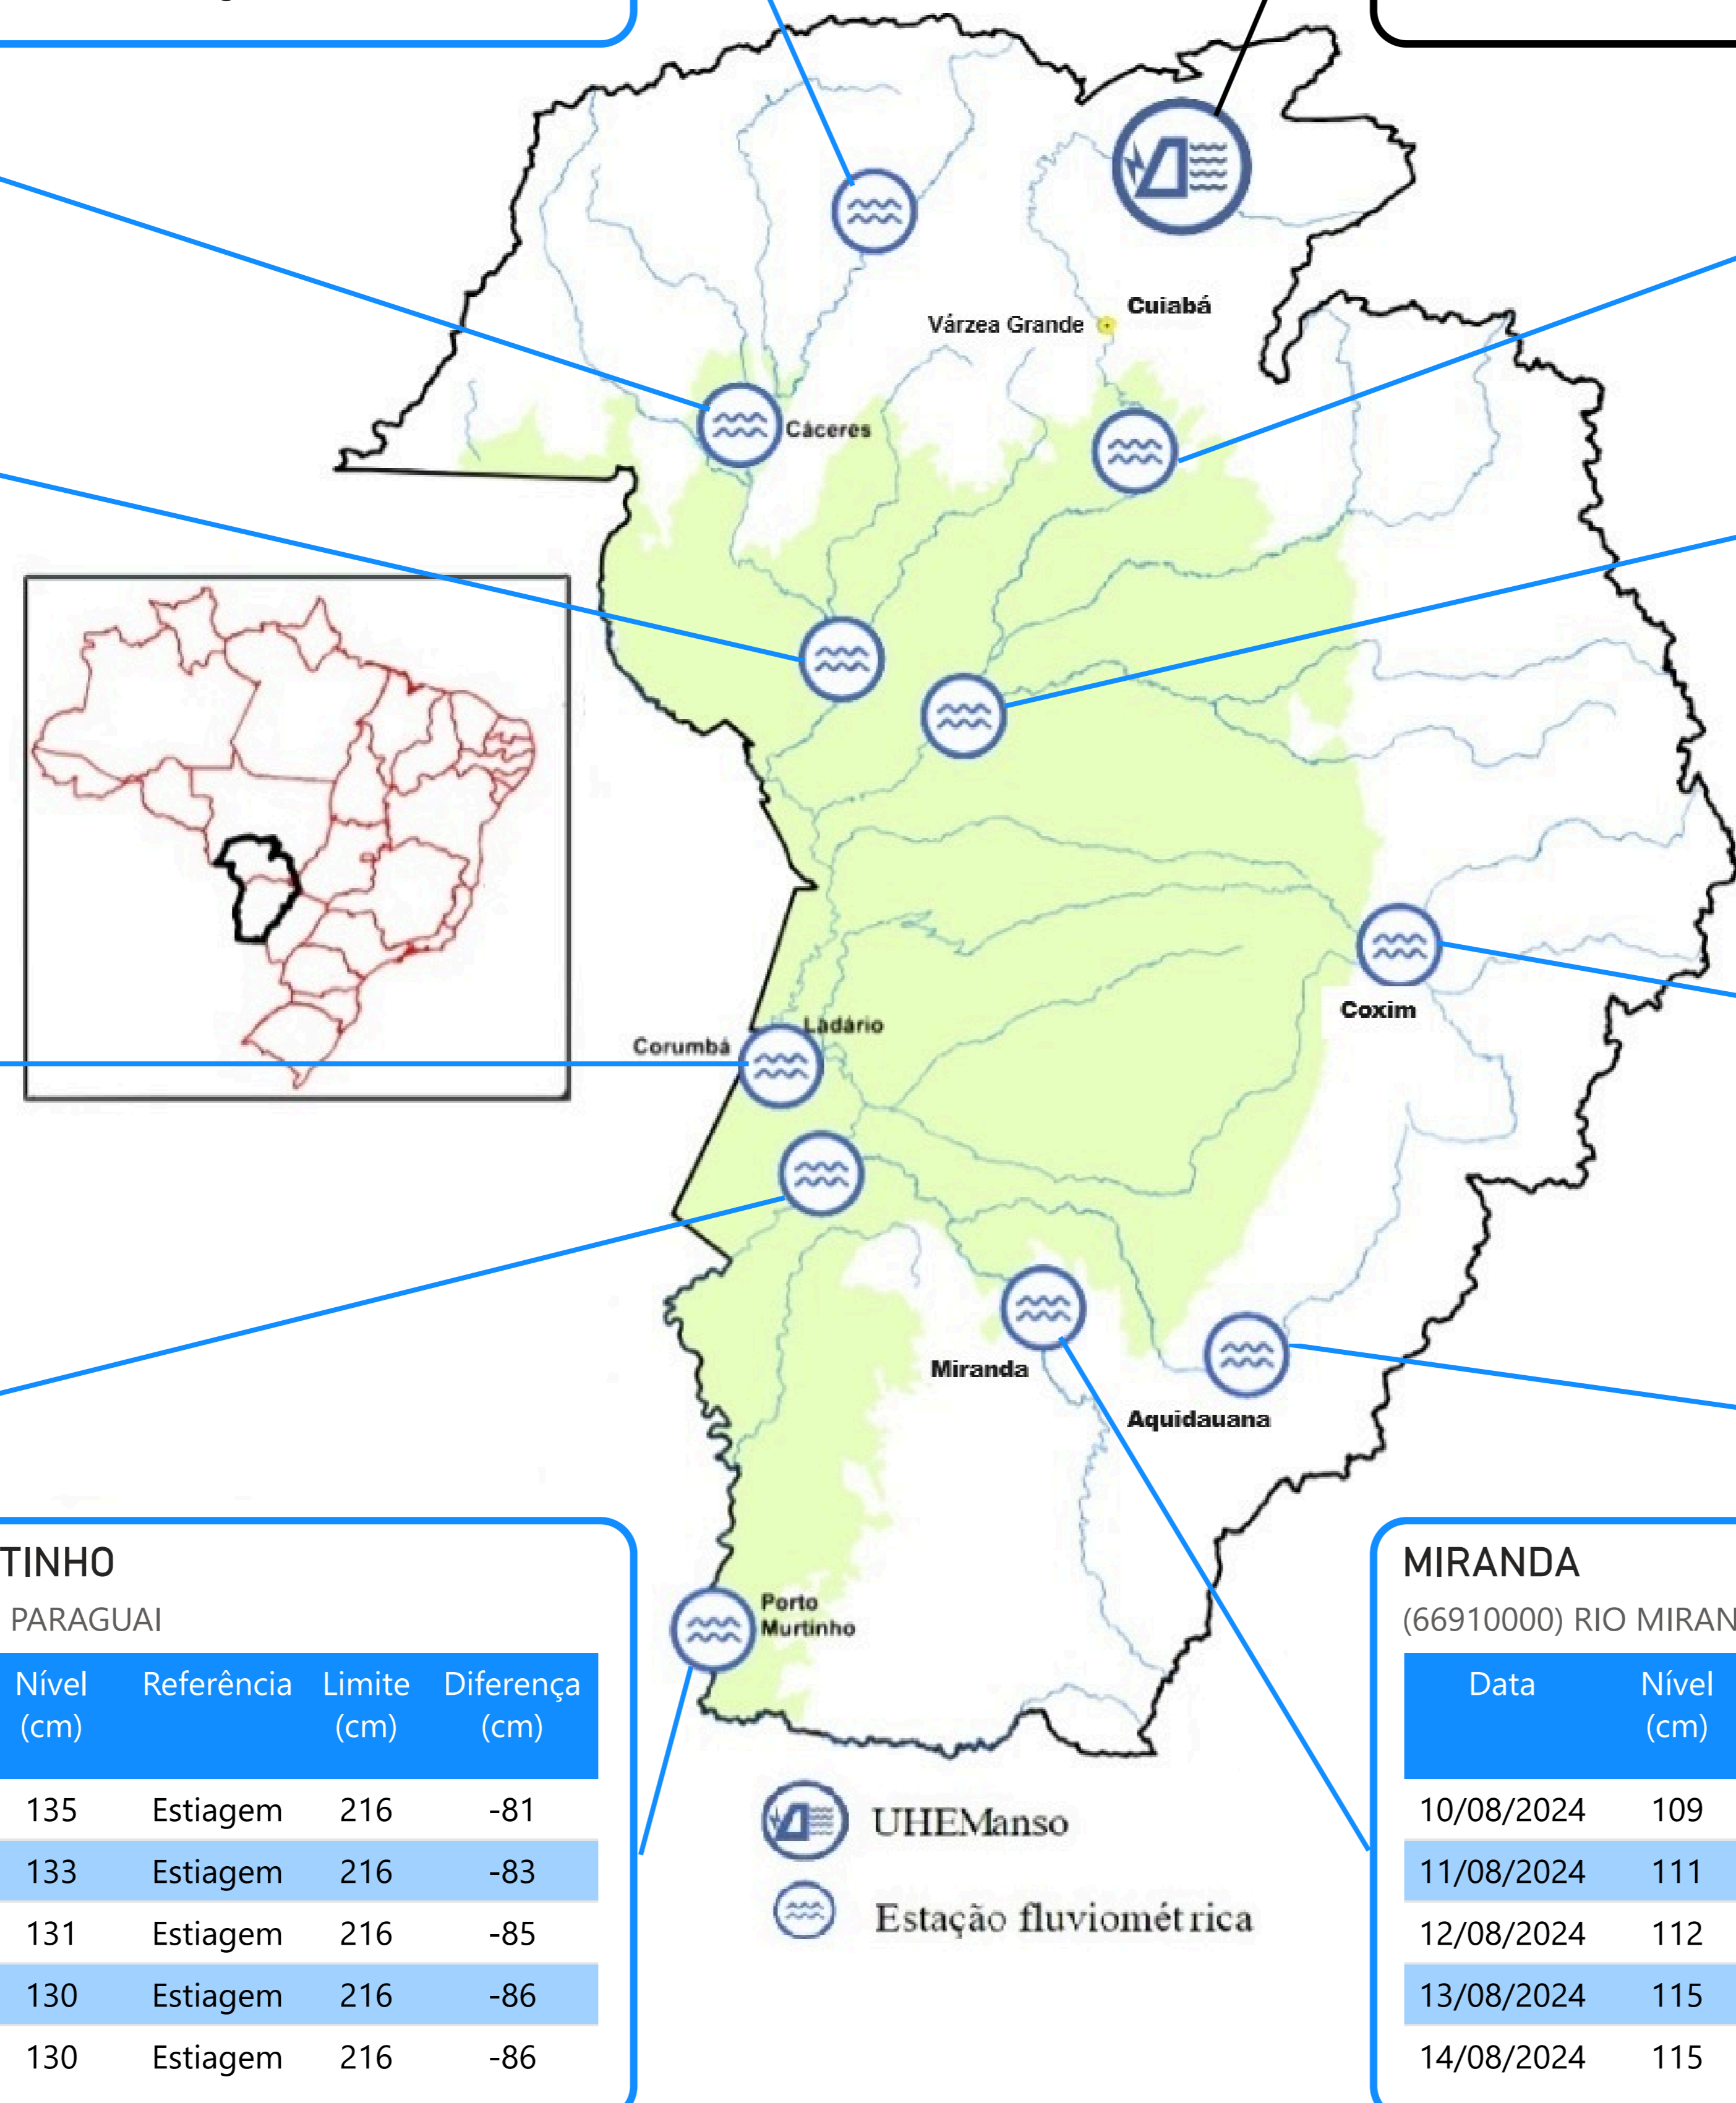 Cuiabá
Várzea Grande
Cáceres
Coxim
Ladário
Corumbá
Miranda
Aquidauana
Porto
Murtinho
TINHO
PARAGUAI
Nível (cm) Referência Limite (cm) Diferença (cm)
135 Estiagem 216 -81
133 Estiagem 216 -83
131 Estiagem 216 -85
130 Estiagem 216 -86
130 Estiagem 216 -86
UHEManso
Estação fluviométrica
MIRANDA
(66910000) RIO MIRAN
Data Nível (cm)
10/08/2024 109
11/08/2024 111
12/08/2024 112
13/08/2024 115
14/08/2024 115